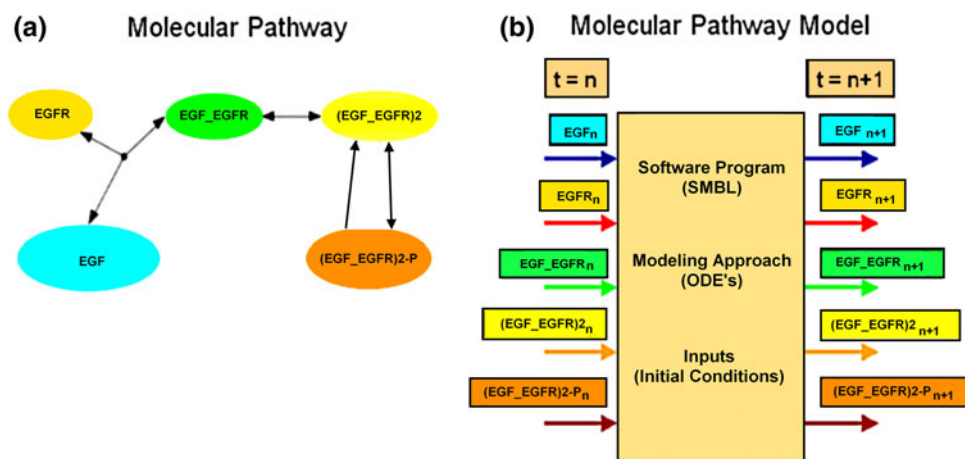 (a) Molecular Pathway
EGFR
EGF_EGFR
(EGF_EGFR)2
EGF
(EGF_EGFR)2-P
(b) Molecular Pathway Model
t = n
t = n+1
EGFn
EGF n+1
Software Program
(SMBL)
EGFRn
EGFR n+1
EGF_EGFRn
Modeling Approach
(ODE's)
EGF_EGFR n+1
(EGF_EGFR)2n
(EGF_EGFR)2 n+1
Inputs
(Initial Conditions)
(EGF_EGFR)2-Pn
(EGF_EGFR)2-P n+1